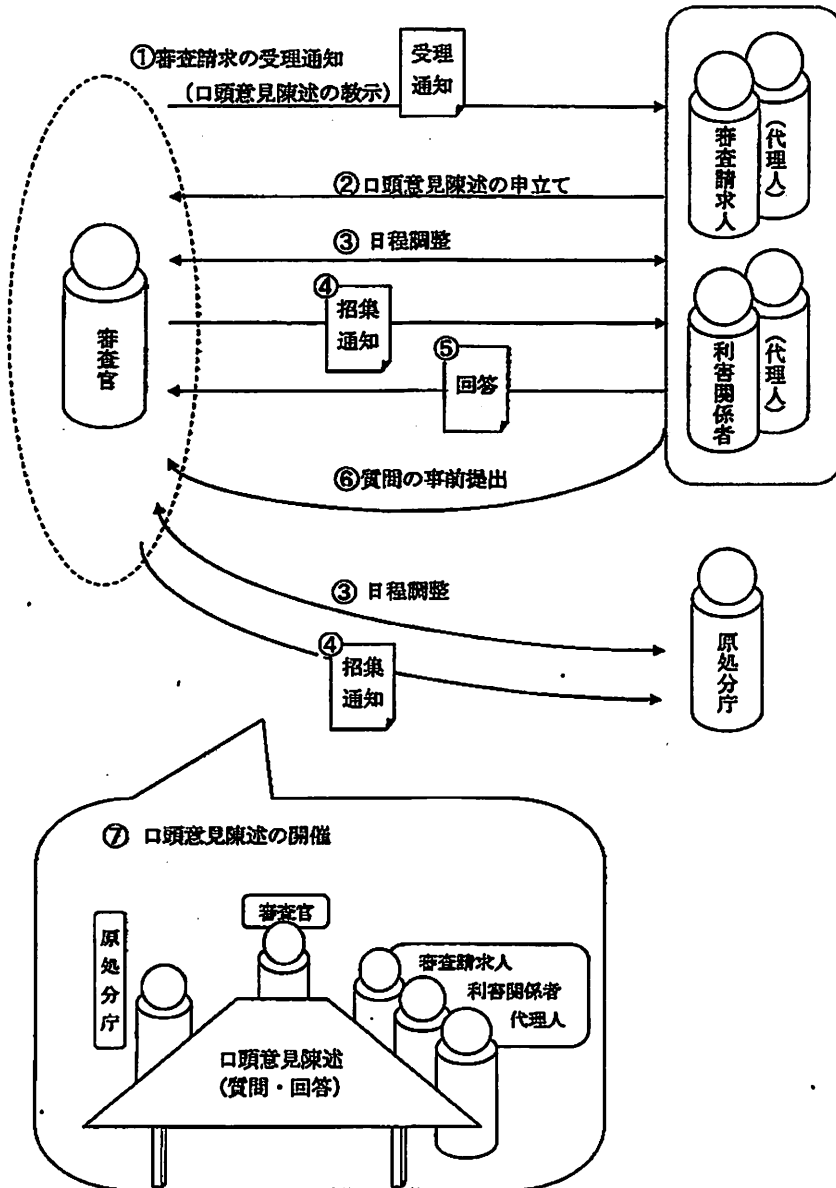 ①審査請求の受理通知
(口頭意見陳述の教示)
受理
通知
審査請求人
(代理人)
②口頭意見陳述の申立て
③ 日程調整
④
招集
通知
⑤
回答
審査官
利害関係者
(代理人)
⑥質問の事前提出
③ 日程調整
④
招集
通知
原処分庁
⑦ 口頭意見陳述の開催
審査官
原処分庁
審査請求人
利害関係者
代理人
口頭意見陳述
(質問・回答)